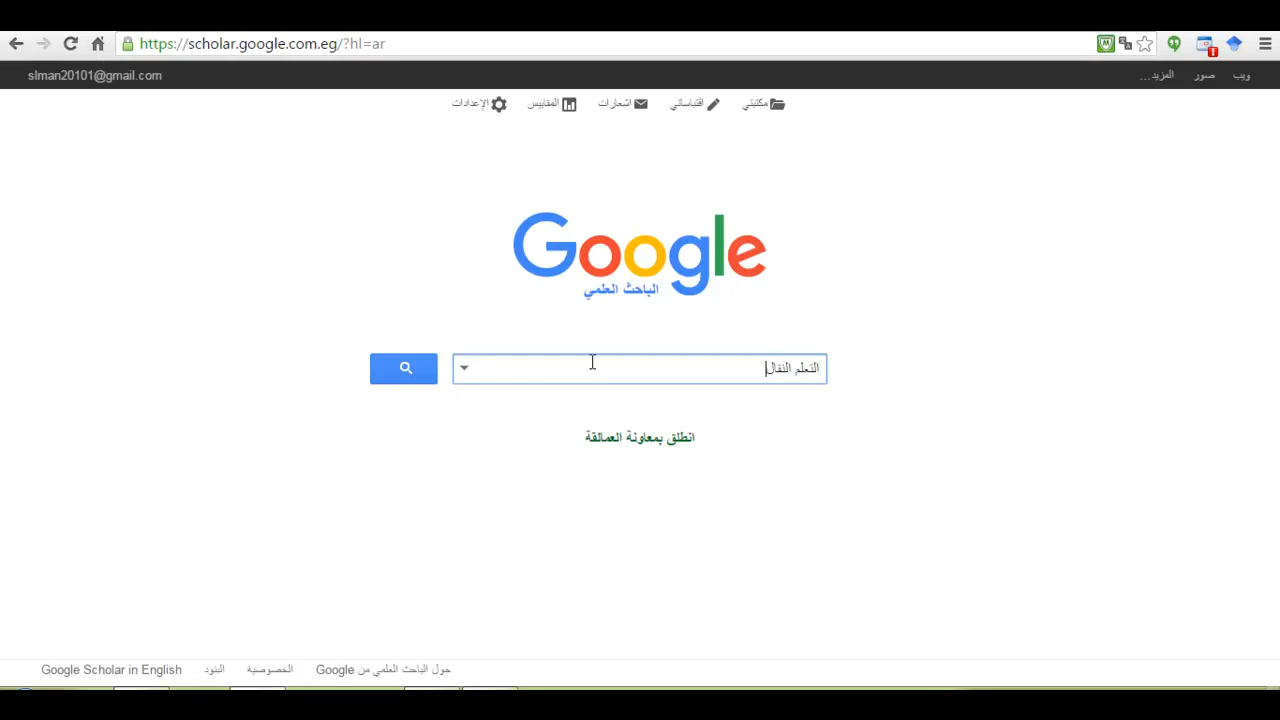 https://scholar.google.com.eg/?hl=ar
ويب صور المزيد...
slman20101@gmail.com
مكتبتي اقتباساتي اشعارات المقاييس الإعدادات
Google
الباحث العلمي
التعلم النقال
انطلق بمعاونة العمالقة
حول الباحث العلمي من Google الخصوصية البنود Google Scholar in English